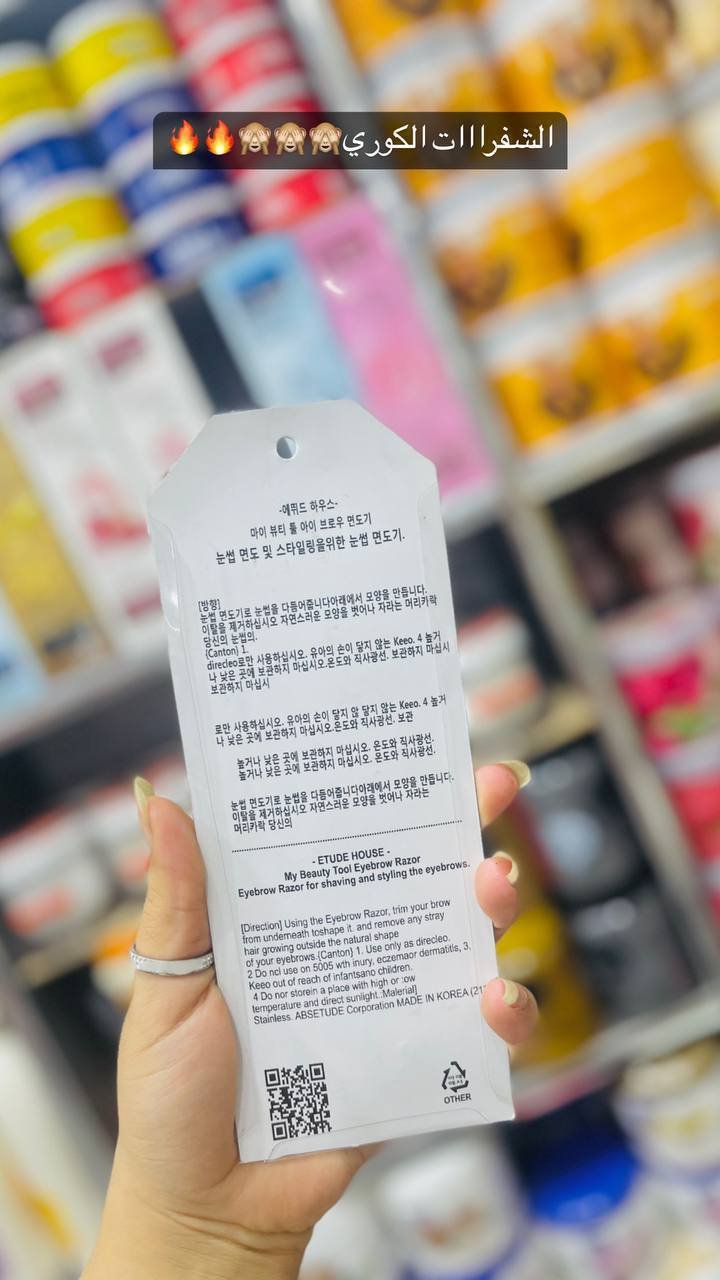 الشفرااات الكوري🙈🙈🙈🔥🔥
-에뛰드 하우스-
마이 뷰티 툴 아이 브로우 면도기
눈썹 면도 및 스타일링을위한 눈썹 면도기.
[방향]
눈썹 면도기로 눈썹을 다듬어줍니다아래에서 모양을 만듭니다.
이탈을 제거하십시오 자연스러운 모양을 벗어나 자라는 머리카락
당신의 눈썹의.
{Canton} 1.
direcleo로만 사용하십시오. 유아의 손이 닿지 않는 Keeo. 4 높거
나 낮은 곳에 보관하지 마십시오.온도와 직사광선. 보관하지 마십시
보관하지 마십시
로만 사용하십시오. 유아의 손이 닿지 않 닿지 않는 Keeo. 4 높거
나 낮은 곳에 보관하지 마십시오.온도와 직사광선. 보관
높거나 낮은 곳에 보관하지 마십시오. 온도와 직사광선.
높거나 낮은 곳에 보관하지 마십시오. 온도와 직사광선.
눈썹 면도기로 눈썹을 다듬어줍니다아래에서 모양을 만듭니다.
이탈을 제거하십시오 자연스러운 모양을 벗어나 자라는
머리카락 당신의
- ETUDE HOUSE -
My Beauty Tool Eyebrow Razor
Eyebrow Razor for shaving and styling the eyebrows.
[Direction] Using the Eyebrow Razor, trim your brow
from underneath toshape it. and remove any stray
hair growing outside the natural shape
of your eyebrows.{Canton} 1. Use only as direcleo.
2 Do ncl use on 5005 wth inury, eczemaor dermatitls, 3,
Keeo out of reach of infantsano children.
4 Do nor storein a place with high or :ow
temperature and direct sunlight.:Malerial]
Stainless. ABSETUDE Corporation MADE IN KOREA (21
OTHER